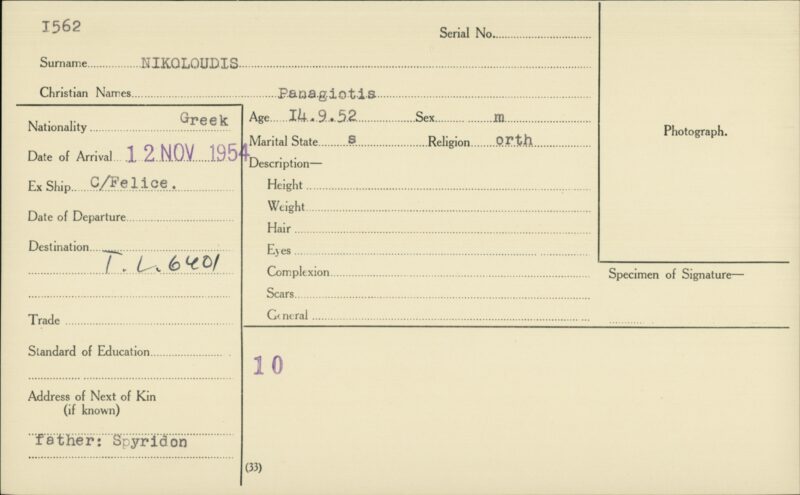 I562
Serial No.
Surname NIKOLOUDIS
Christian Names Panagiotis
Nationality Greek
Date of Arrival 12 NOV 1954
Ex Ship C/Felice.
Date of Departure
Destination T. L. 6401
Trade
Standard of Education
Address of Next of Kin
(if known)
father: Spyridon
Age I4.9.52 Sex m
Marital State s Religion orth
Description—
Height
Weight
Hair
Eyes
Complexion
Scars
General
10
(33)
Photograph.
Specimen of Signature—